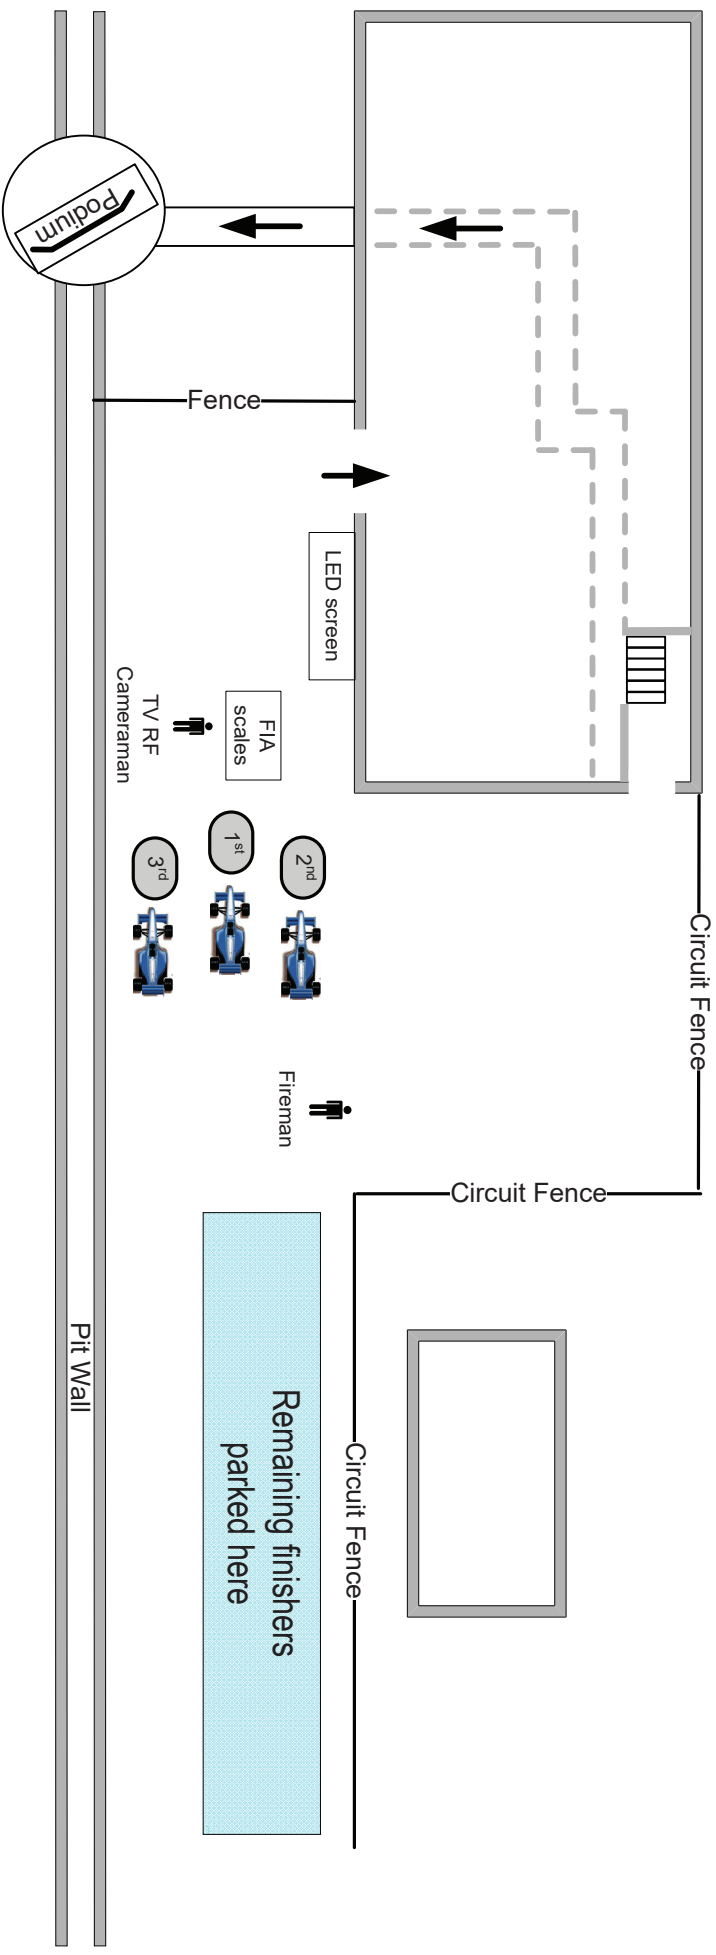 Podium
Fence
LED screen
FIA
scales
TV RF
Cameraman
1st
2nd
3rd
Circuit Fence
Fireman
Circuit Fence
Pit Wall
Remaining finishers
parked here
Circuit Fence